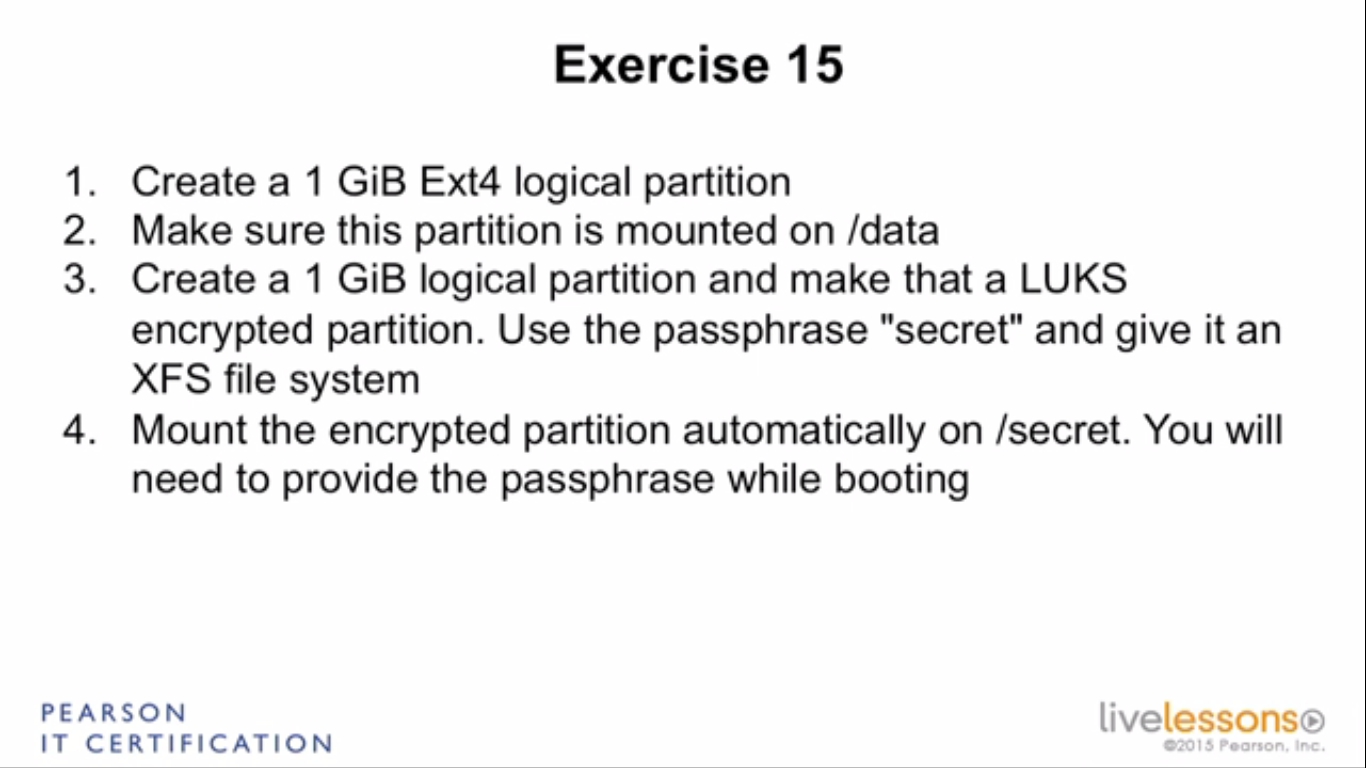 Exercise 15
1. Create a 1 GiB Ext4 logical partition
2. Make sure this partition is mounted on /data
3. Create a 1 GiB logical partition and make that a LUKS
encrypted partition. Use the passphrase "secret" and give it an
XFS file system
4. Mount the encrypted partition automatically on /secret. You will
need to provide the passphrase while booting
PEARSON
IT CERTIFICATION
livelessons
©2015 Pearson, Inc.